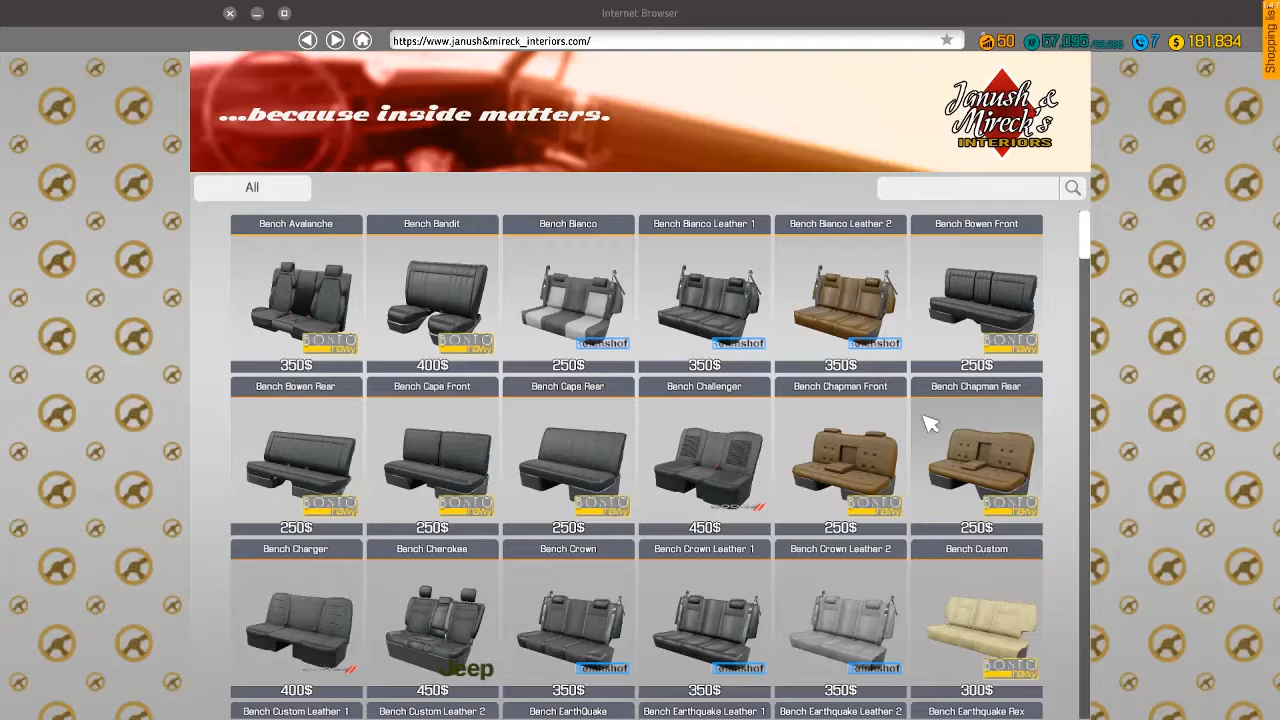 Internet Browser
https://www.janush&mireck_interiors.com/
50
7
181,834
Shopping list
...because inside matters.
Janush &
Mireck's
INTERIORS
All
Bench Avalanche
Bench Bandit
Bench Bianco
Bench Bianco Leather 1
Bench Bianco Leather 2
Bench Bowen Front
350$
400$
250$
350$
350$
250$
Bench Bowen Rear
Bench Cape Front
Bench Cape Rear
Bench Challenger
Bench Chapman Front
Bench Chapman Rear
250$
250$
250$
450$
250$
250$
Bench Charger
Bench Cherokee
Bench Crown
Bench Crown Leather 1
Bench Crown Leather 2
Bench Custom
Jeep
400$
450$
350$
350$
350$
300$
Bench Custom Leather 1
Bench Custom Leather 2
Bench EarthQuake
Bench Earthquake Leather 1
Bench Earthquake Leather 2
Bench Earthquake Rex